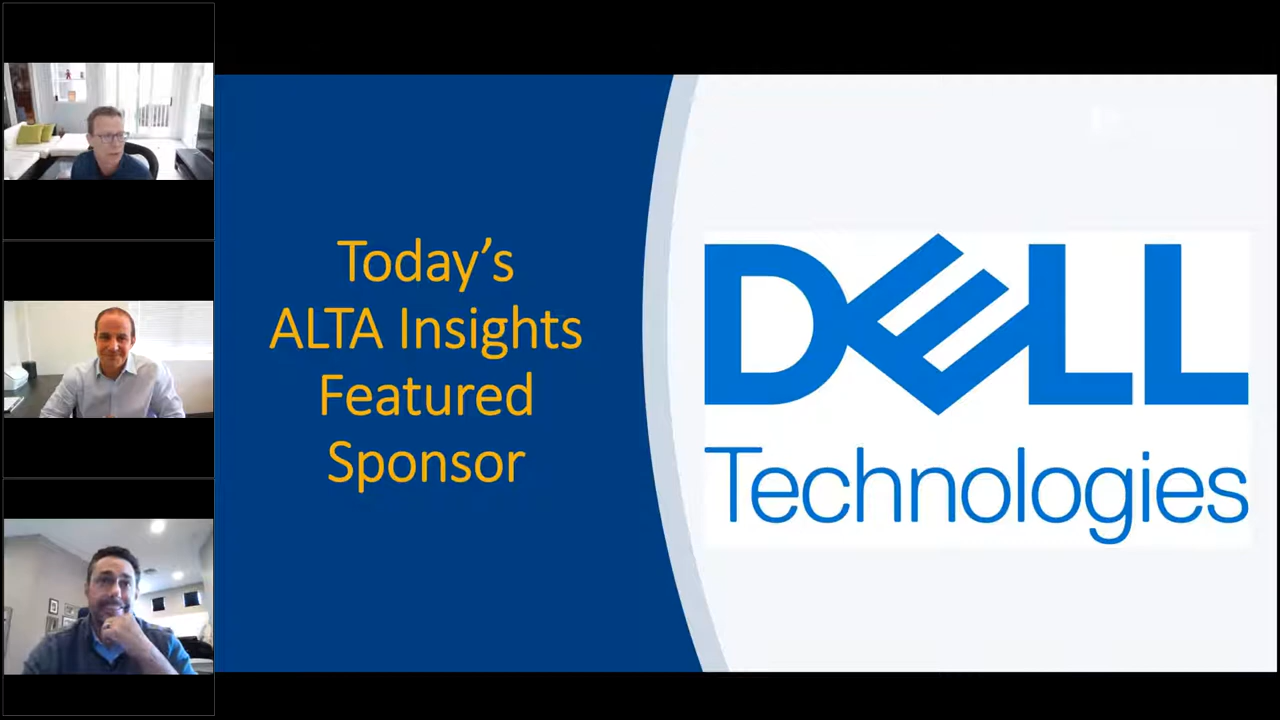 Today’s
ALTA Insights
Featured
Sponsor
DELL
Technologies